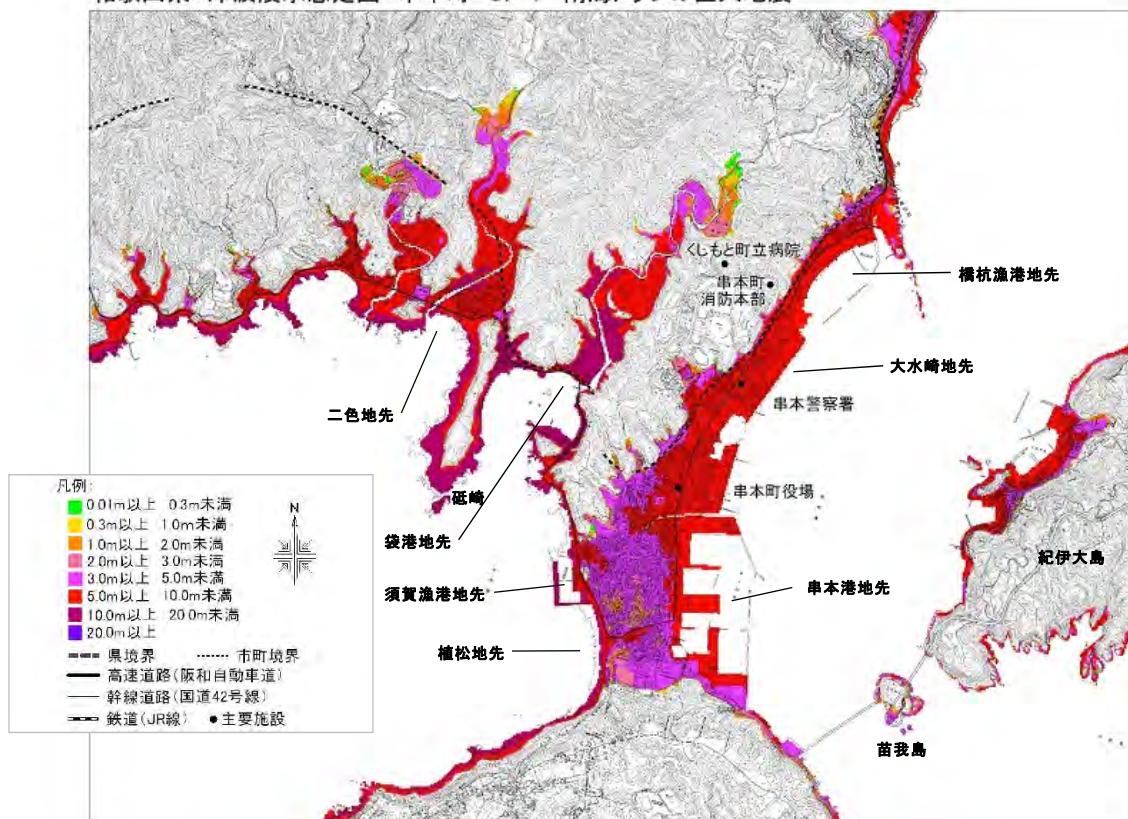 くしもと町立病院
串本町
消防本部
橋杭漁港地先
大水崎地先
串本警察署
二色地先
砥崎
串本町役場
袋港地先
紀伊大島
須賀漁港地先
串本港地先
植松地先
苗我島
凡例:
0.01m以上 0.3m未満
0.3m以上 1.0m未満
1.0m以上 2.0m未満
2.0m以上 3.0m未満
3.0m以上 5.0m未満
5.0m以上 10.0m未満
10.0m以上 20.0m未満
20.0m以上
N
県境界 市町境界
高速道路(阪和自動車道)
幹線道路(国道42号線)
鉄道(JR線) ●主要施設